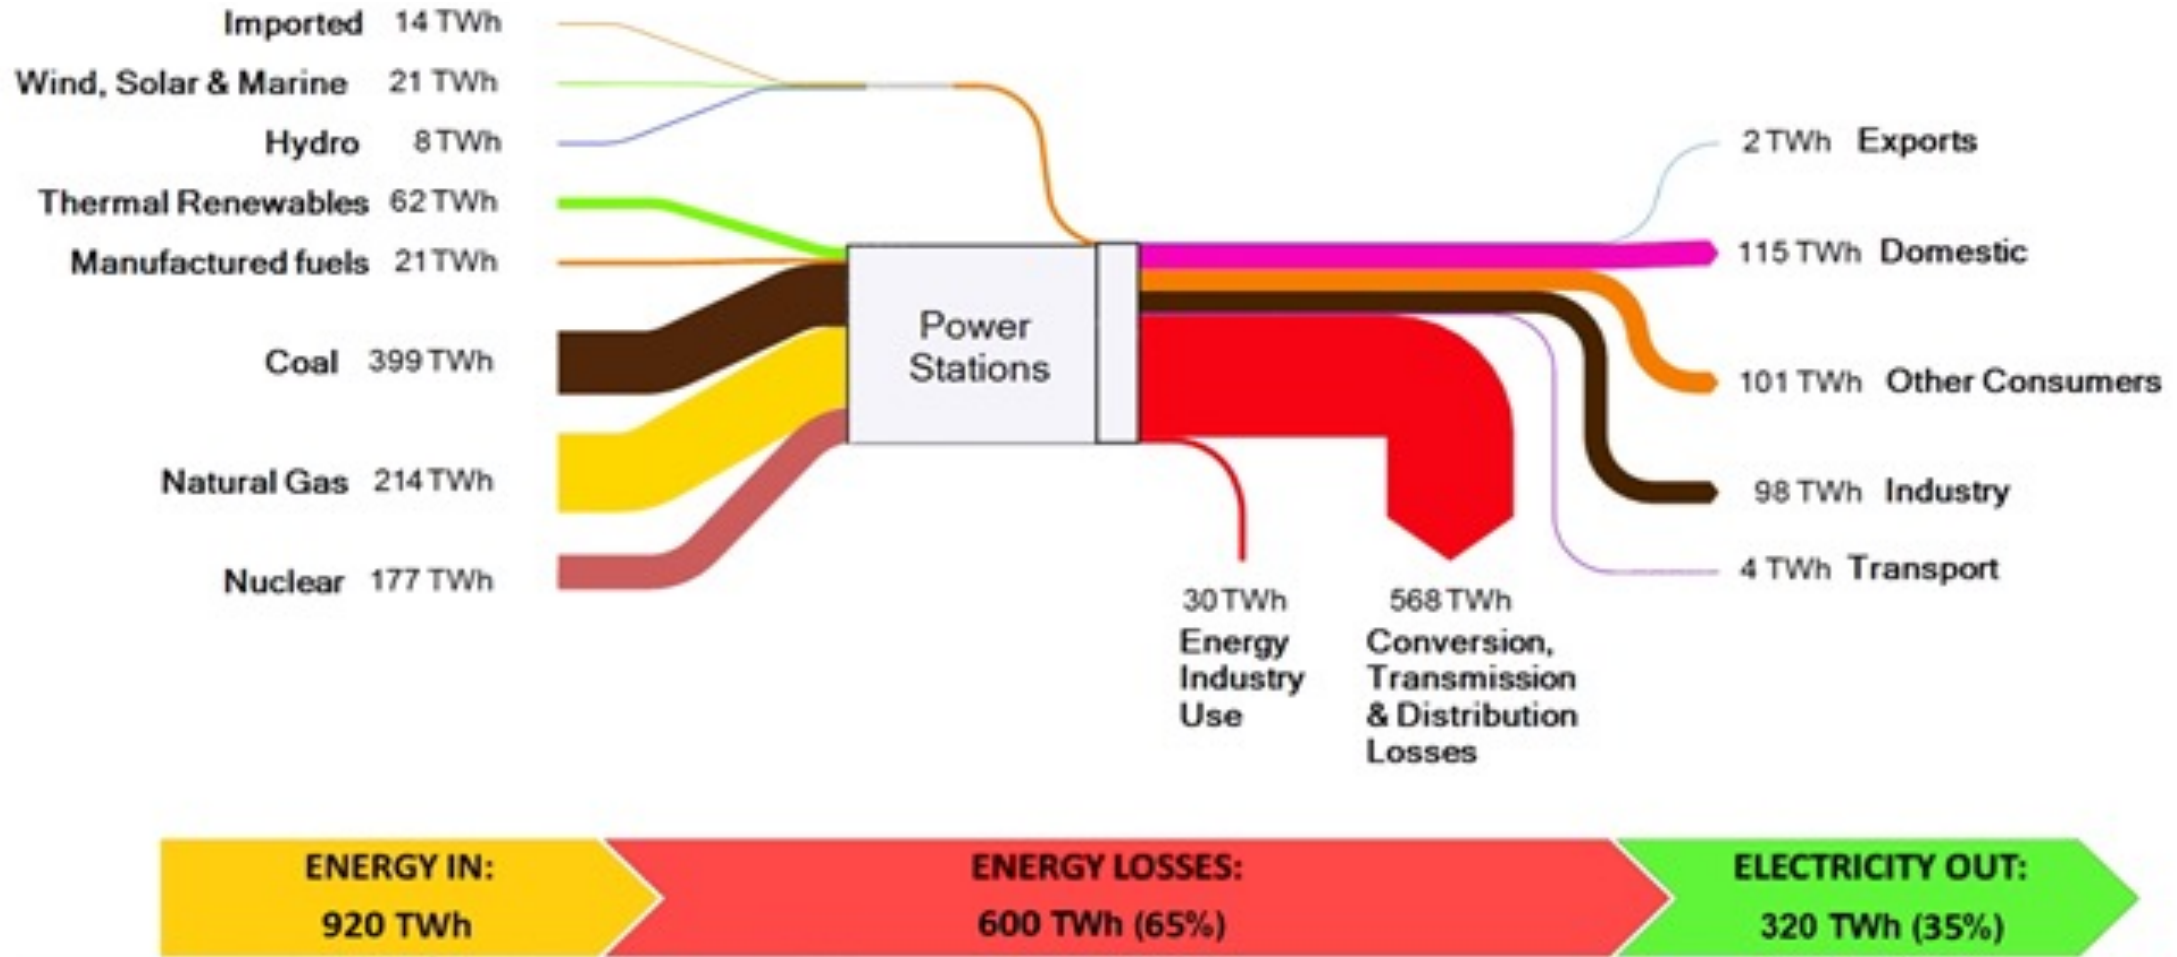 Imported 14 TWh
Wind, Solar & Marine 21 TWh
Hydro 8 TWh
Thermal Renewables 62 TWh
Manufactured fuels 21 TWh
Coal 399 TWh
Natural Gas 214 TWh
Nuclear 177 TWh
Power
Stations
2 TWh Exports
115 TWh Domestic
101 TWh Other Consumers
98 TWh Industry
4 TWh Transport
30 TWh
Energy
Industry
Use
568 TWh
Conversion,
Transmission
& Distribution
Losses
ENERGY IN:
920 TWh
ENERGY LOSSES:
600 TWh (65%)
ELECTRICITY OUT:
320 TWh (35%)